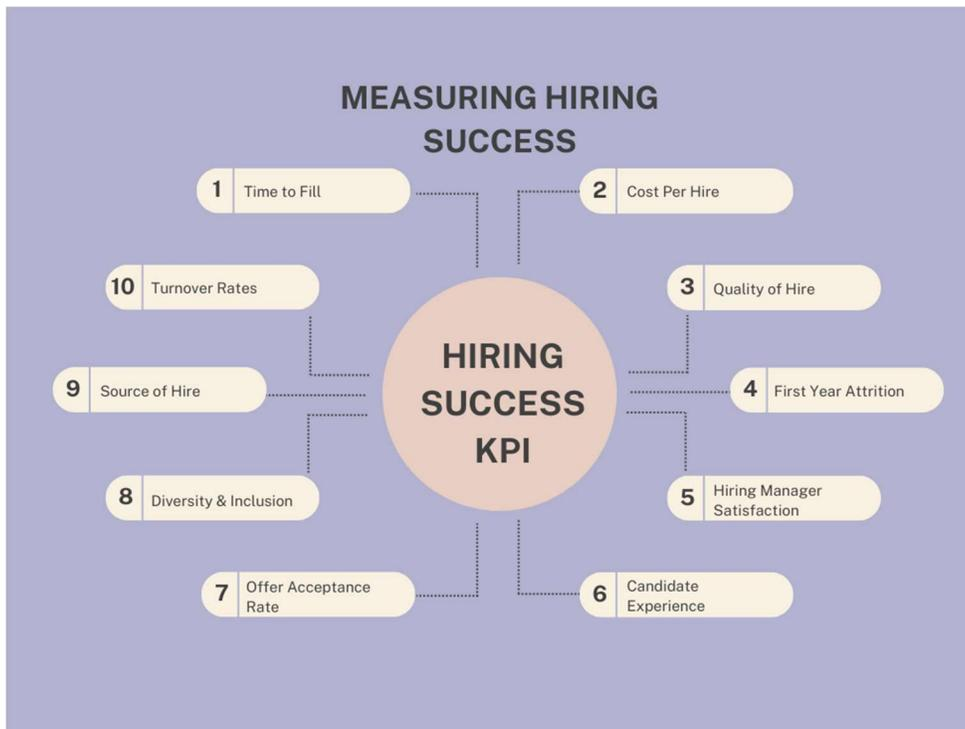 MEASURING HIRING
SUCCESS
1 Time to Fill
2 Cost Per Hire
10 Turnover Rates
3 Quality of Hire
HIRING
SUCCESS
KPI
9 Source of Hire
4 First Year Attrition
8 Diversity & Inclusion
5 Hiring Manager
Satisfaction
7 Offer Acceptance
Rate
6 Candidate
Experience